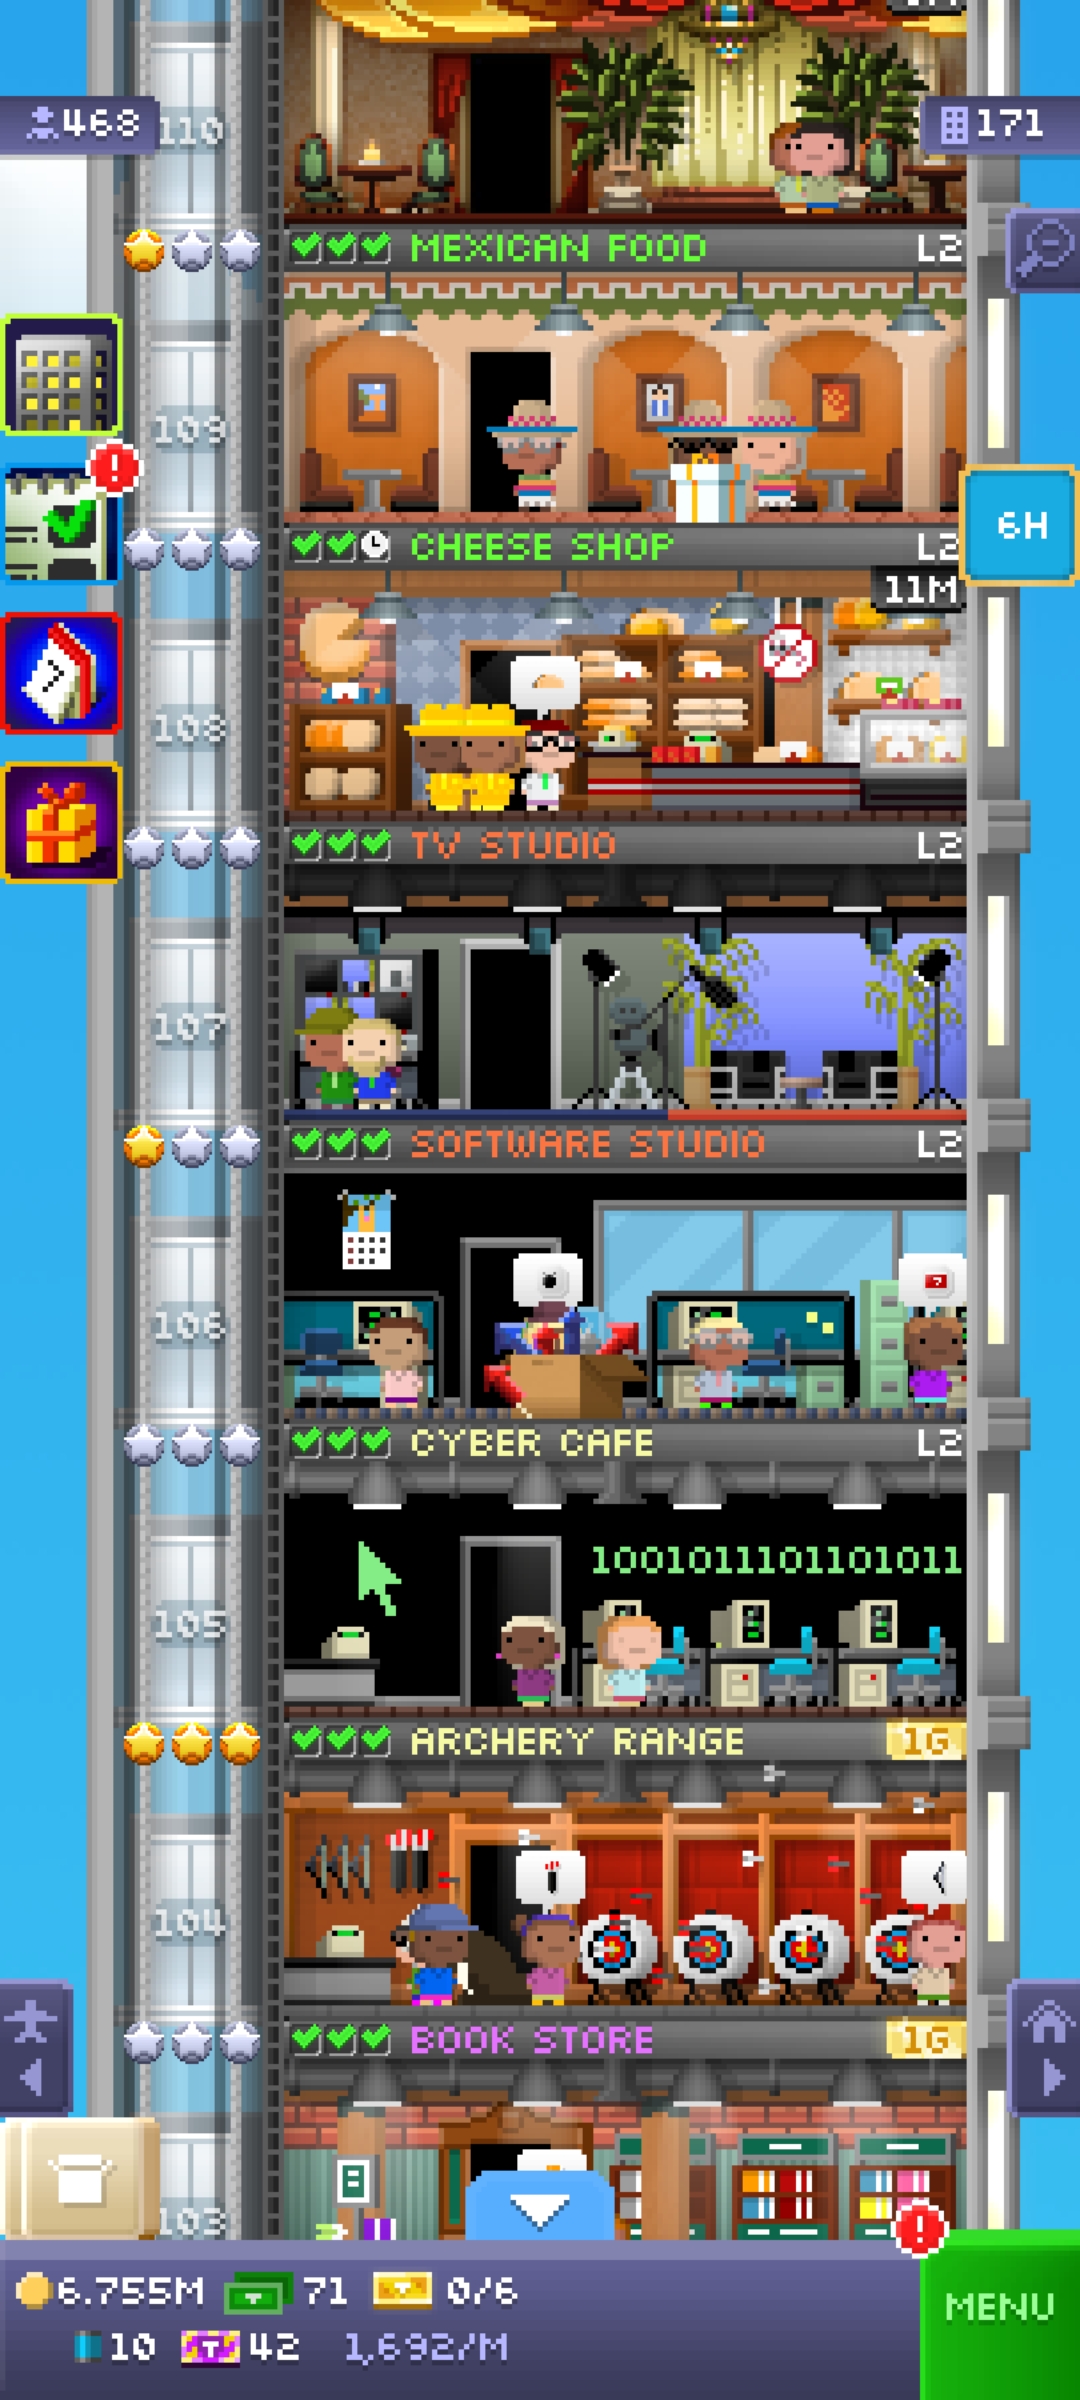 468
110
171
MEXICAN FOOD L2
109
6H
CHEESE SHOP L2
11M
108
TV STUDIO L2
107
SOFTWARE STUDIO L2
106
CYBER CAFE L2
1001011101101011
105
ARCHERY RANGE 1G
104
BOOK STORE 1G
103
6.755M 71 0/6
MENU
10 T 42 1,692/M